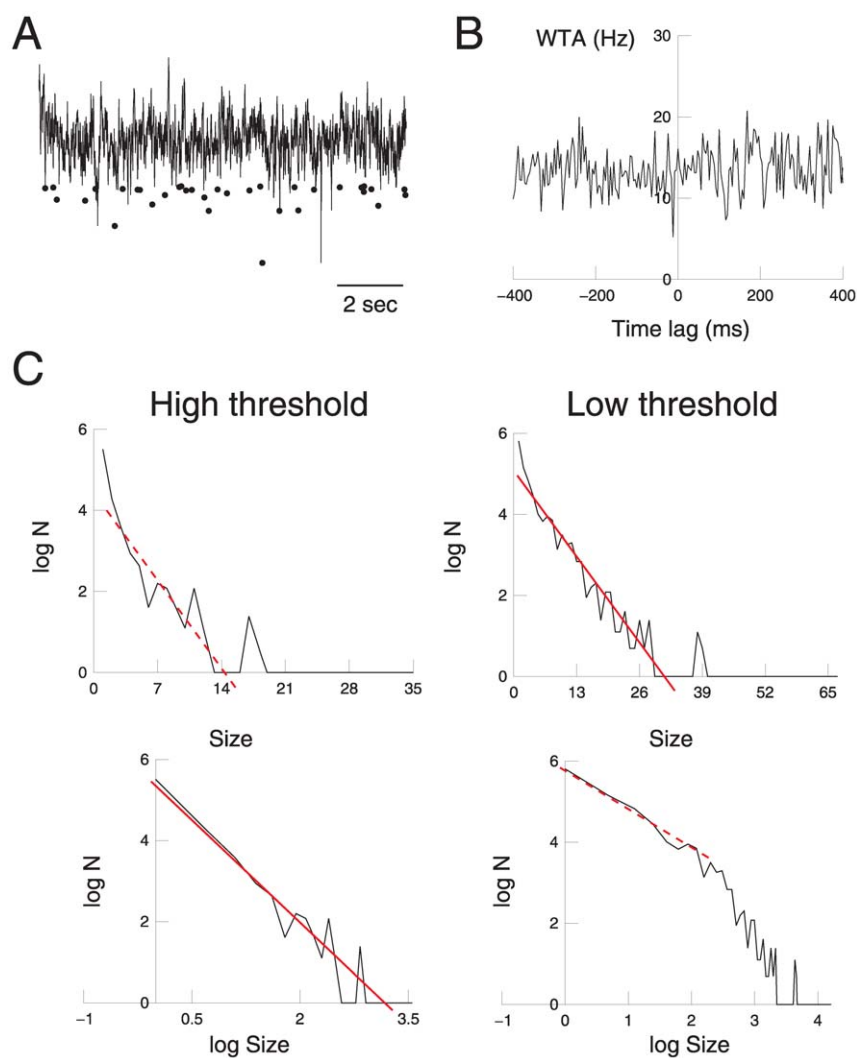 A
2 sec
B
WTA (Hz)
30
20
10
0
−400
−200
0
200
400
Time lag (ms)
C
High threshold
Low threshold
log N
6
4
2
0
0
7
14
21
28
35
Size
log N
6
4
2
0
0
13
26
39
52
65
Size
log N
6
4
2
0
−1
0.5
2
3.5
log Size
log N
6
4
2
0
−1
0
1
2
3
4
log Size